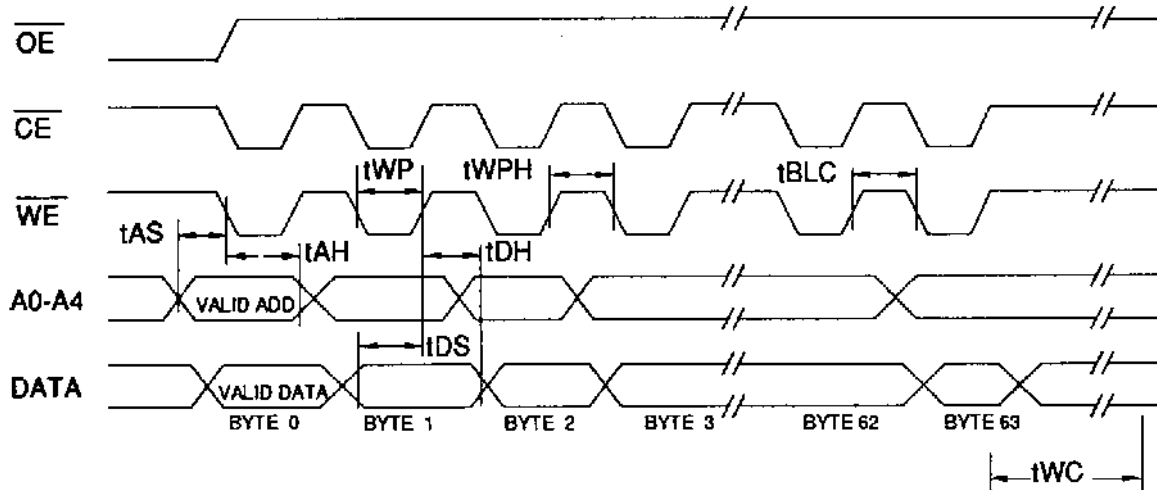 OE
CE
tWP
tWPH
tBLC
WE
tAS
tAH
tDH
A0-A4
VALID ADD
tDS
DATA
VALID DATA
BYTE 0
BYTE 1
BYTE 2
BYTE 3
BYTE 62
BYTE 63
tWC